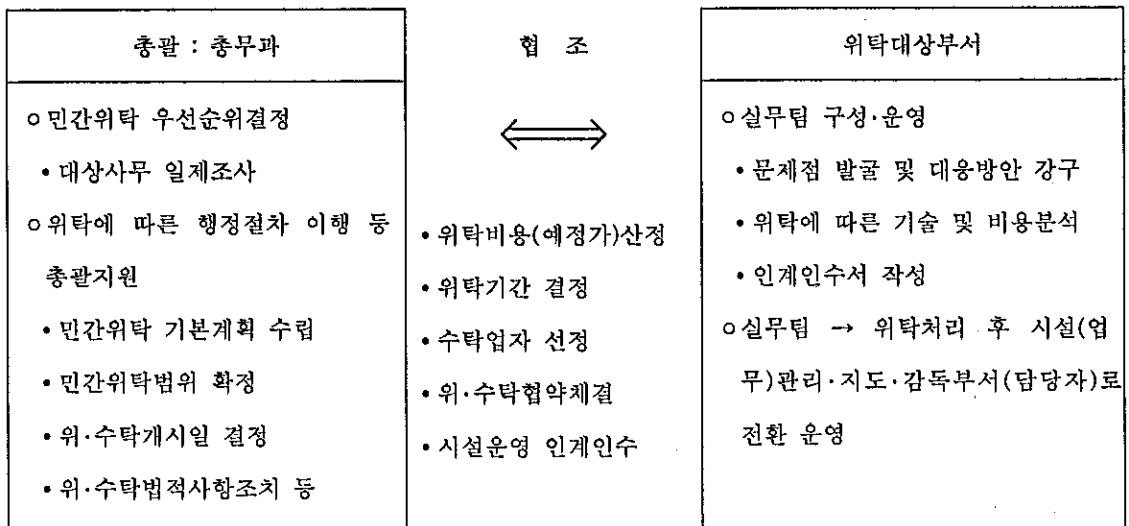 총괄 : 총무과
ㅇ민간위탁 우선순위결정
• 대상사무 일제조사
ㅇ위탁에 따른 행정절차 이행 등
총괄지원
• 민간위탁 기본계획 수립
• 민간위탁범위 확정
• 위·수탁개시일 결정
• 위·수탁법적사항조치 등
협 조
⟺
• 위탁비용(예정가)산정
• 위탁기간 결정
• 수탁업자 선정
• 위·수탁협약체결
• 시설운영 인계인수
위탁대상부서
ㅇ실무팀 구성·운영
• 문제점 발굴 및 대응방안 강구
• 위탁에 따른 기술 및 비용분석
• 인계인수서 작성
ㅇ실무팀 → 위탁처리 후 시설(업
무)관리·지도·감독부서(담당자)로
전환 운영